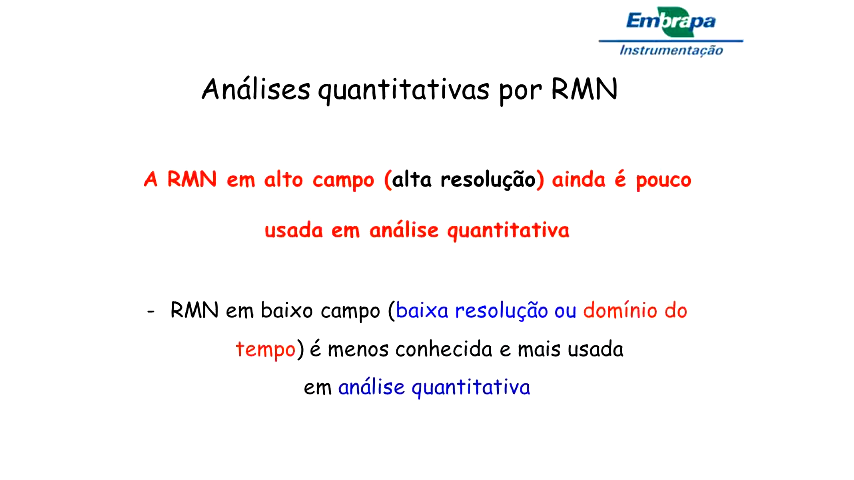 Embrapa
Instrumentação
Análises quantitativas por RMN
A RMN em alto campo (alta resolução) ainda é pouco
usada em análise quantitativa
- RMN em baixo campo (baixa resolução ou domínio do
tempo) é menos conhecida e mais usada
em análise quantitativa